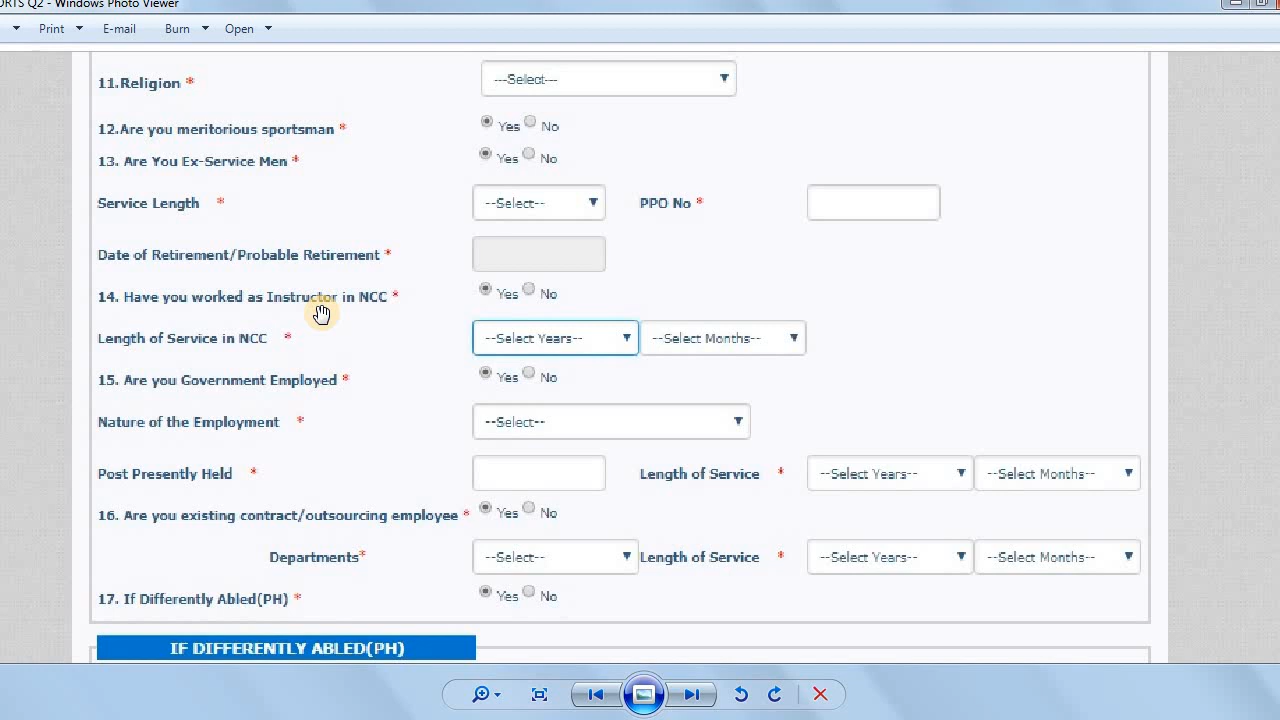 ORTS Q2 - Windows Photo Viewer
Print E-mail Burn Open
11.Religion * ---Select---
12.Are you meritorious sportsman * Yes No
13. Are You Ex-Service Men * Yes No
Service Length * --Select-- PPO No *
Date of Retirement/Probable Retirement *
14. Have you worked as Instructor in NCC * Yes No
Length of Service in NCC * --Select Years-- --Select Months--
15. Are you Government Employed * Yes No
Nature of the Employment * --Select--
Post Presently Held * Length of Service * --Select Years-- --Select Months--
16. Are you existing contract/outsourcing employee * Yes No
Departments* --Select-- Length of Service * --Select Years-- --Select Months--
17. If Differently Abled(PH) * Yes No
IF DIFFERENTLY ABLED(PH)